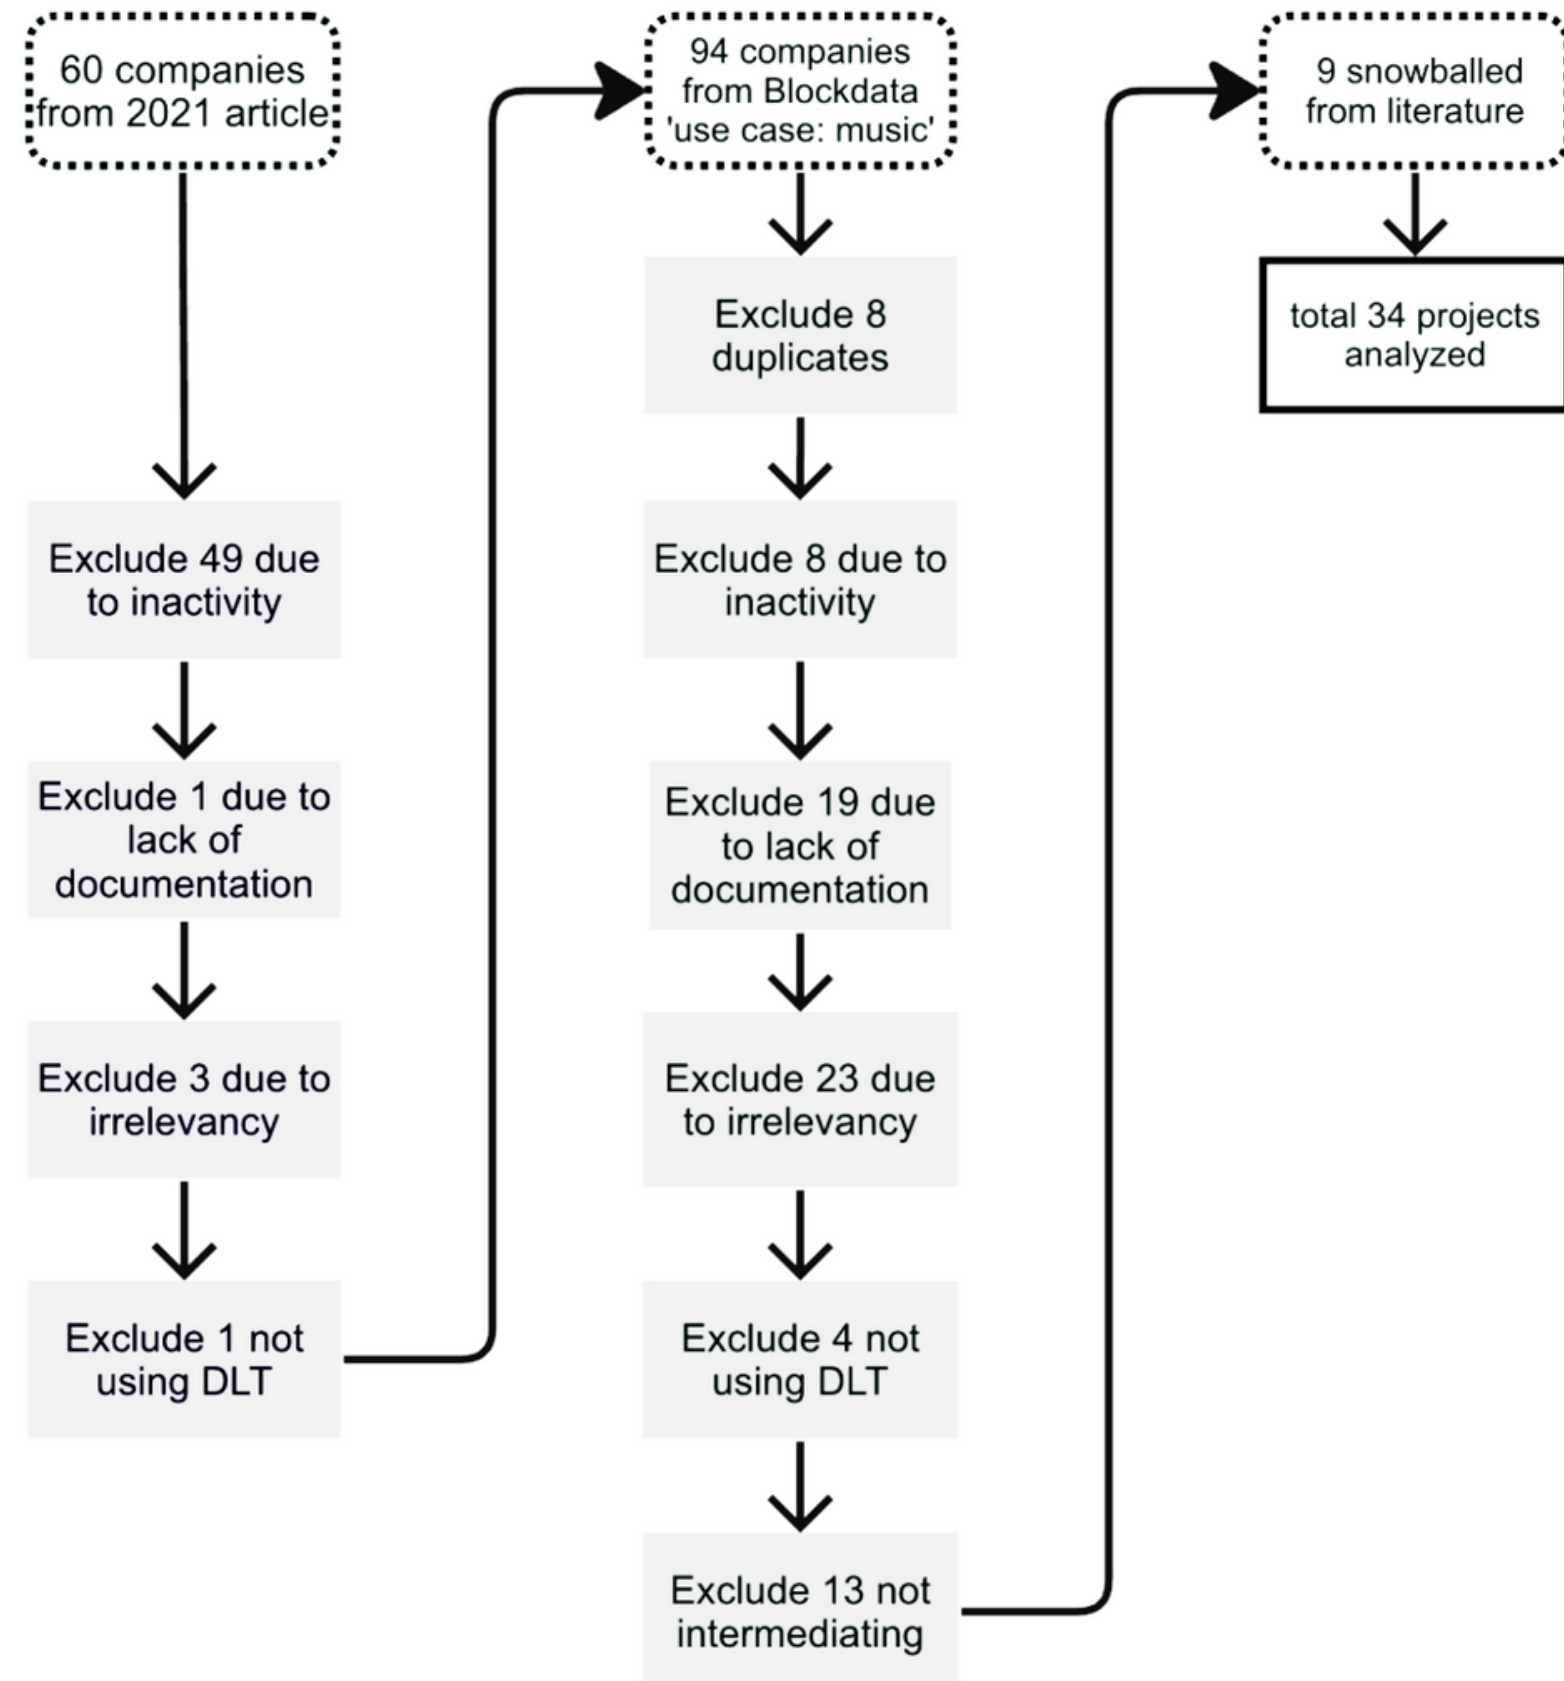 60 companies
from 2021 article
Exclude 49 due
to inactivity
Exclude 1 due to
lack of
documentation
Exclude 3 due to
irrelevancy
Exclude 1 not
using DLT
94 companies
from Blockdata
'use case: music'
Exclude 8
duplicates
Exclude 8 due to
inactivity
Exclude 19 due
to lack of
documentation
Exclude 23 due
to irrelevancy
Exclude 4 not
using DLT
Exclude 13 not
intermediating
9 snowballed
from literature
total 34 projects
analyzed